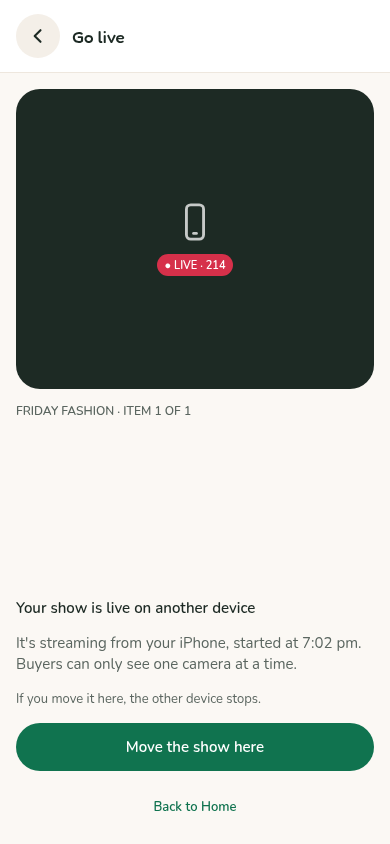 Go live
● LIVE · 214
FRIDAY FASHION · ITEM 1 OF 1
Your show is live on another device
It's streaming from your iPhone, started at 7:02 pm.
Buyers can only see one camera at a time.
If you move it here, the other device stops.
Move the show here
Back to Home